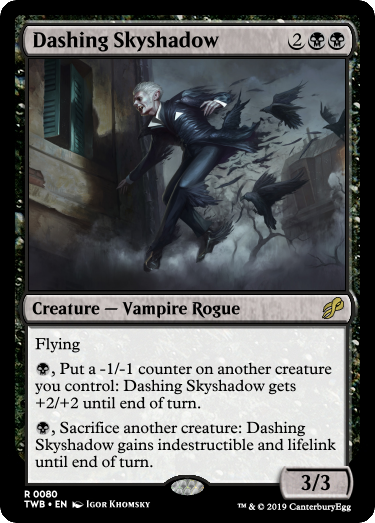 Dashing Skyshadow 2
Creature — Vampire Rogue
Flying
, Put a -1/-1 counter on another creature
you control: Dashing Skyshadow gets
+2/+2 until end of turn.
, Sacrifice another creature: Dashing
Skyshadow gains indestructible and lifelink
until end of turn.
3/3
R 0080
TWB • EN Igor Khomsky
™ & © 2019 CanterburyEgg